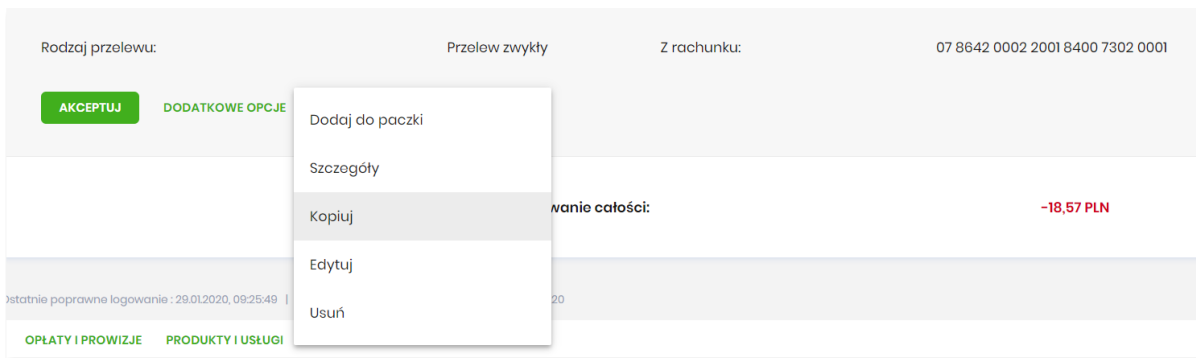 Rodzaj przelewu: Przelew zwykły Z rachunku: 07 8642 0002 2001 8400 7302 0001
AKCEPTUJ DODATKOWE OPCJE
Dodaj do paczki
Szczegóły
Kopiuj
całości: -18,57 PLN
Edytuj
Ostatnie poprawne logowanie : 29.01.2020, 09:25:49 | 20
Usuń
OPŁATY I PROWIZJE PRODUKTY I USŁUGI